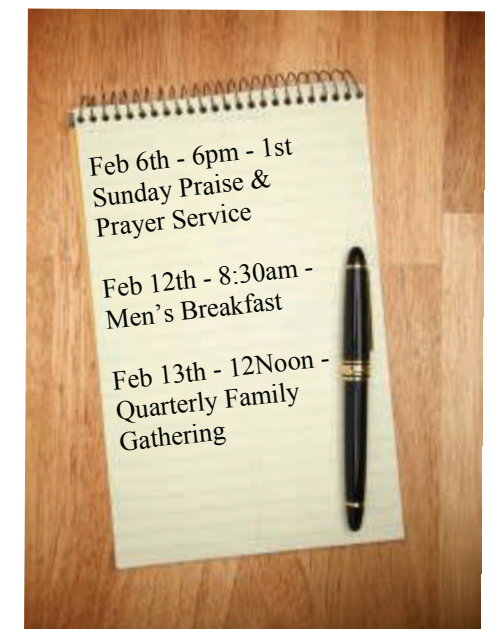 Feb 6th - 6pm - 1st
Sunday Praise &
Prayer Service
Feb 12th - 8:30am -
Men's Breakfast
Feb 13th - 12Noon -
Quarterly Family
Gathering